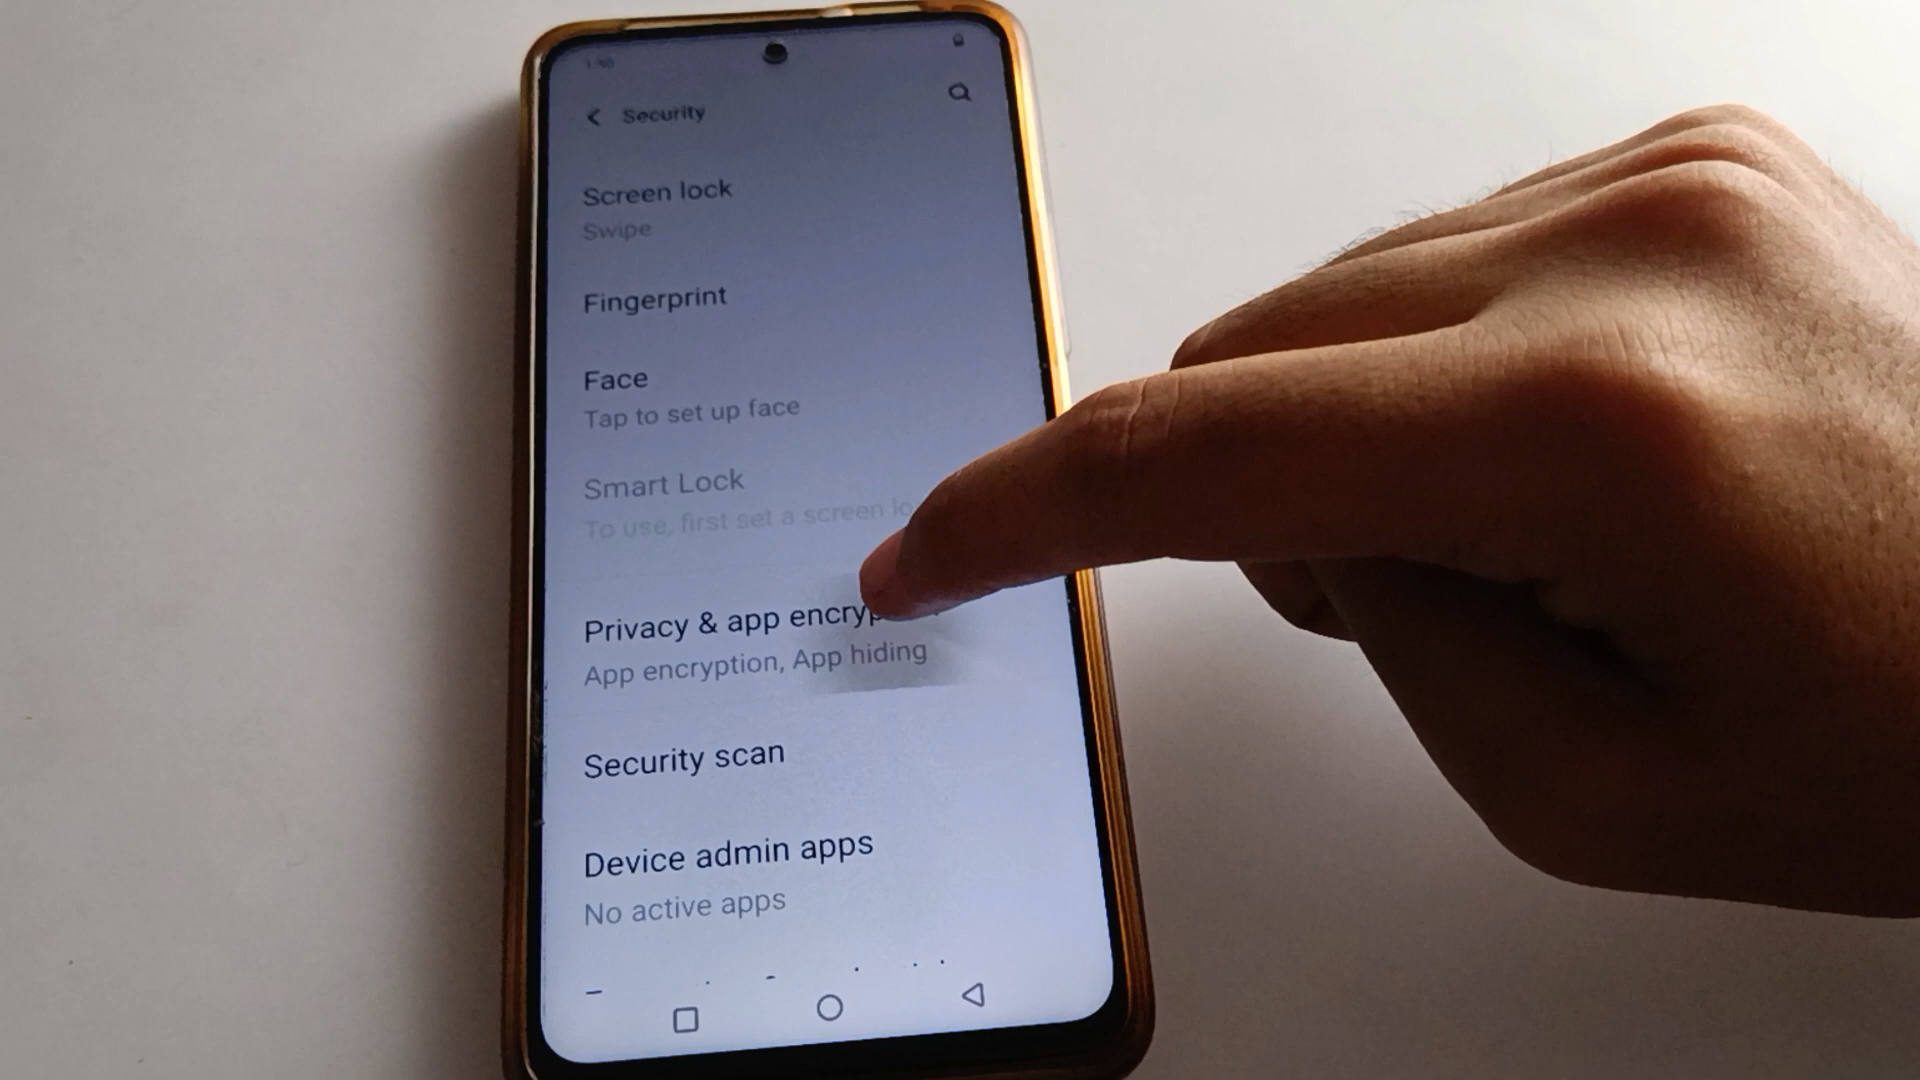 Security
Screen lock
Swipe
Fingerprint
Face
Tap to set up face
Smart Lock
To use, first set a screen
Privacy & app
App encryption, App hiding
Security scan
Device admin apps
No active apps